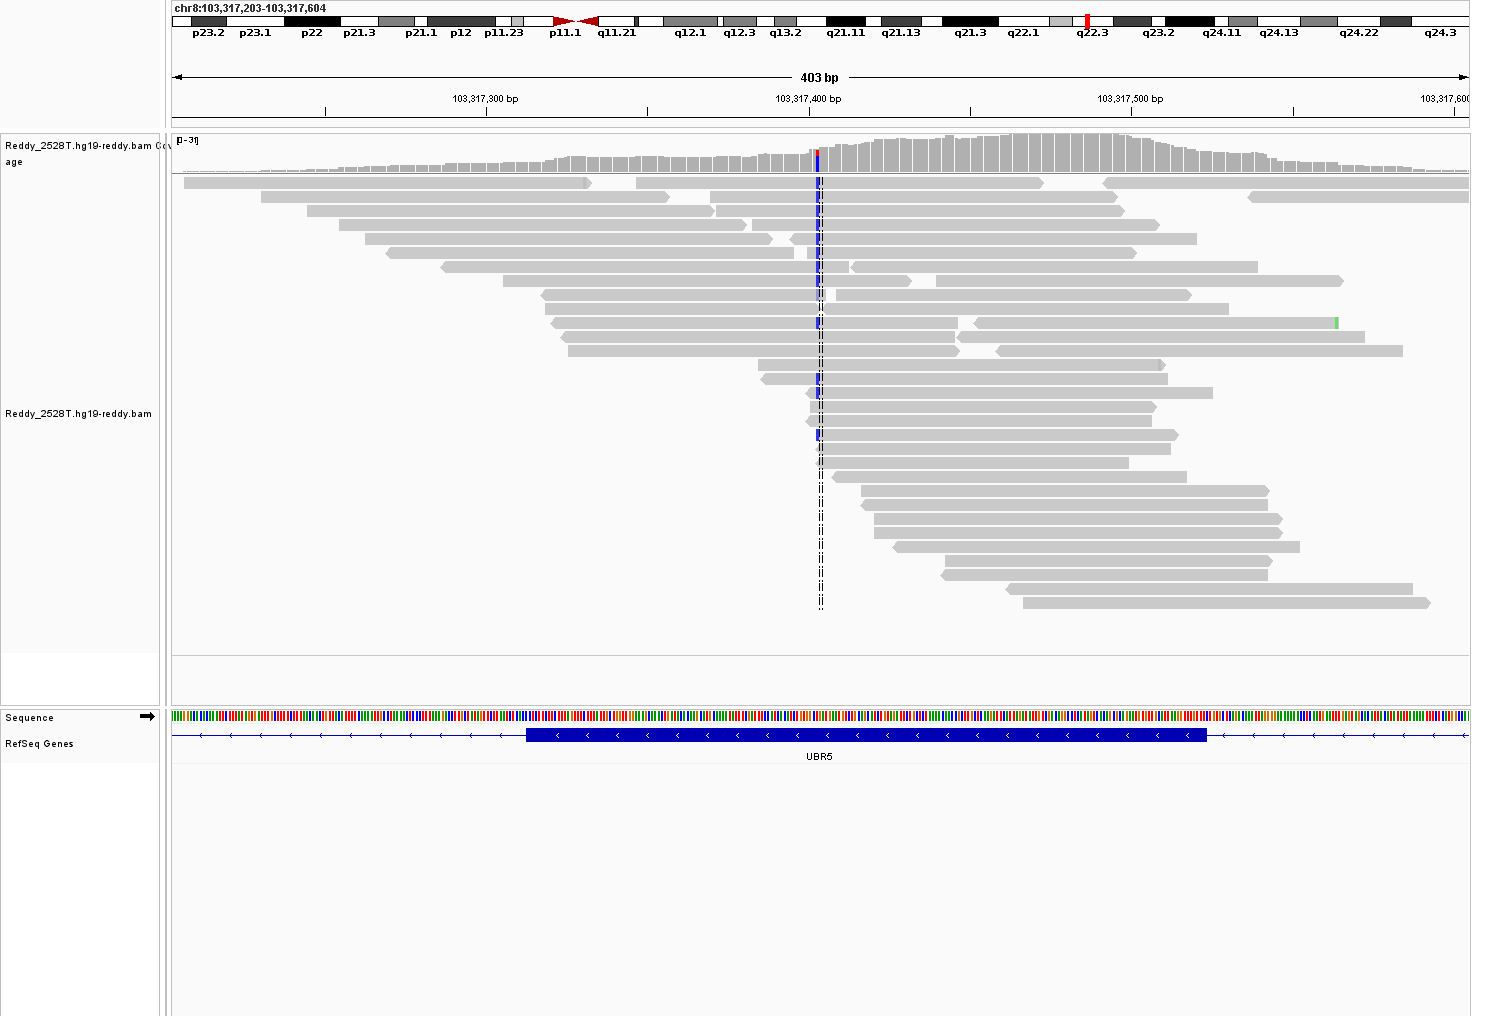 chr8:103,317,203-103,317,604
p23.2 p23.1 p22 p21.3 p21.1 p12 p11.23 p11.1 q11.21 q12.1 q12.3 q13.2 q21.11 q21.13 q21.3 q22.1 q22.3 q23.2 q24.11 q24.13 q24.22 q24.3
403 bp
103,317,300 bp 103,317,400 bp 103,317,500 bp 103,317,600
Reddy_2528T.hg19-reddy.bam Cov
age
[0-31]
Reddy_2528T.hg19-reddy.bam
Sequence
RefSeq Genes
UBR5